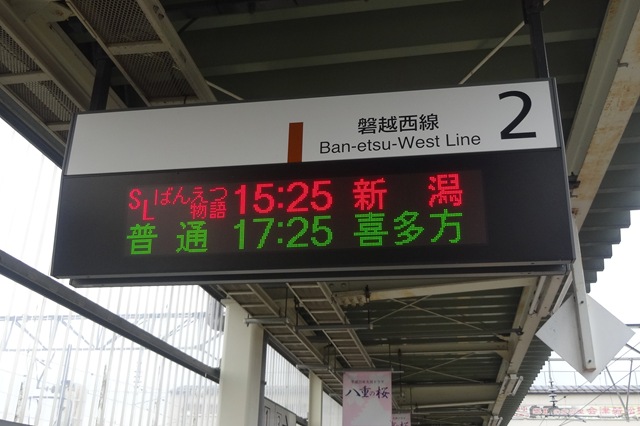 磐越西線
Ban-etsu-West Line
2
SLばんえつ物語 15:25 新潟
普通 17:25 喜多方
2
八重の桜